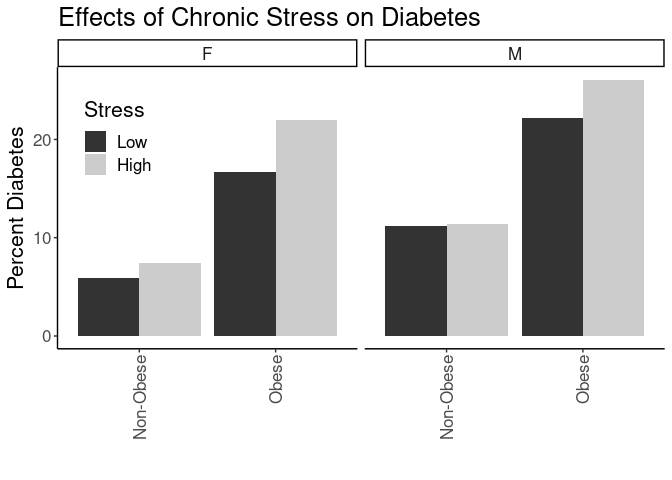 Effects of Chronic Stress on Diabetes
F
M
Stress
Low
High
Percent Diabetes
20
10
0
Non-Obese
Obese
Non-Obese
Obese